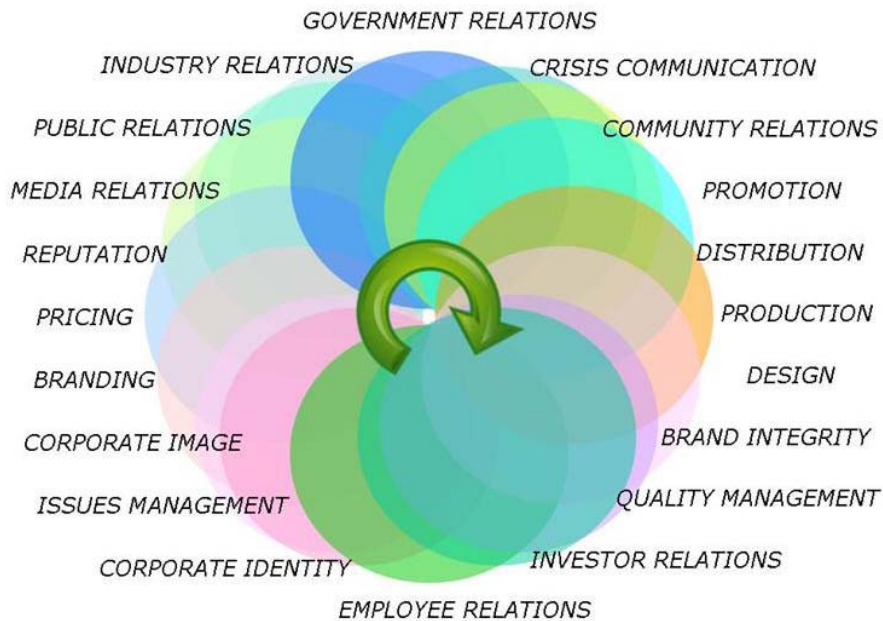 GOVERNMENT RELATIONS
INDUSTRY RELATIONS
CRISIS COMMUNICATION
PUBLIC RELATIONS
COMMUNITY RELATIONS
MEDIA RELATIONS
PROMOTION
REPUTATION
DISTRIBUTION
PRICING
PRODUCTION
BRANDING
DESIGN
CORPORATE IMAGE
BRAND INTEGRITY
ISSUES MANAGEMENT
QUALITY MANAGEMENT
CORPORATE IDENTITY
INVESTOR RELATIONS
EMPLOYEE RELATIONS